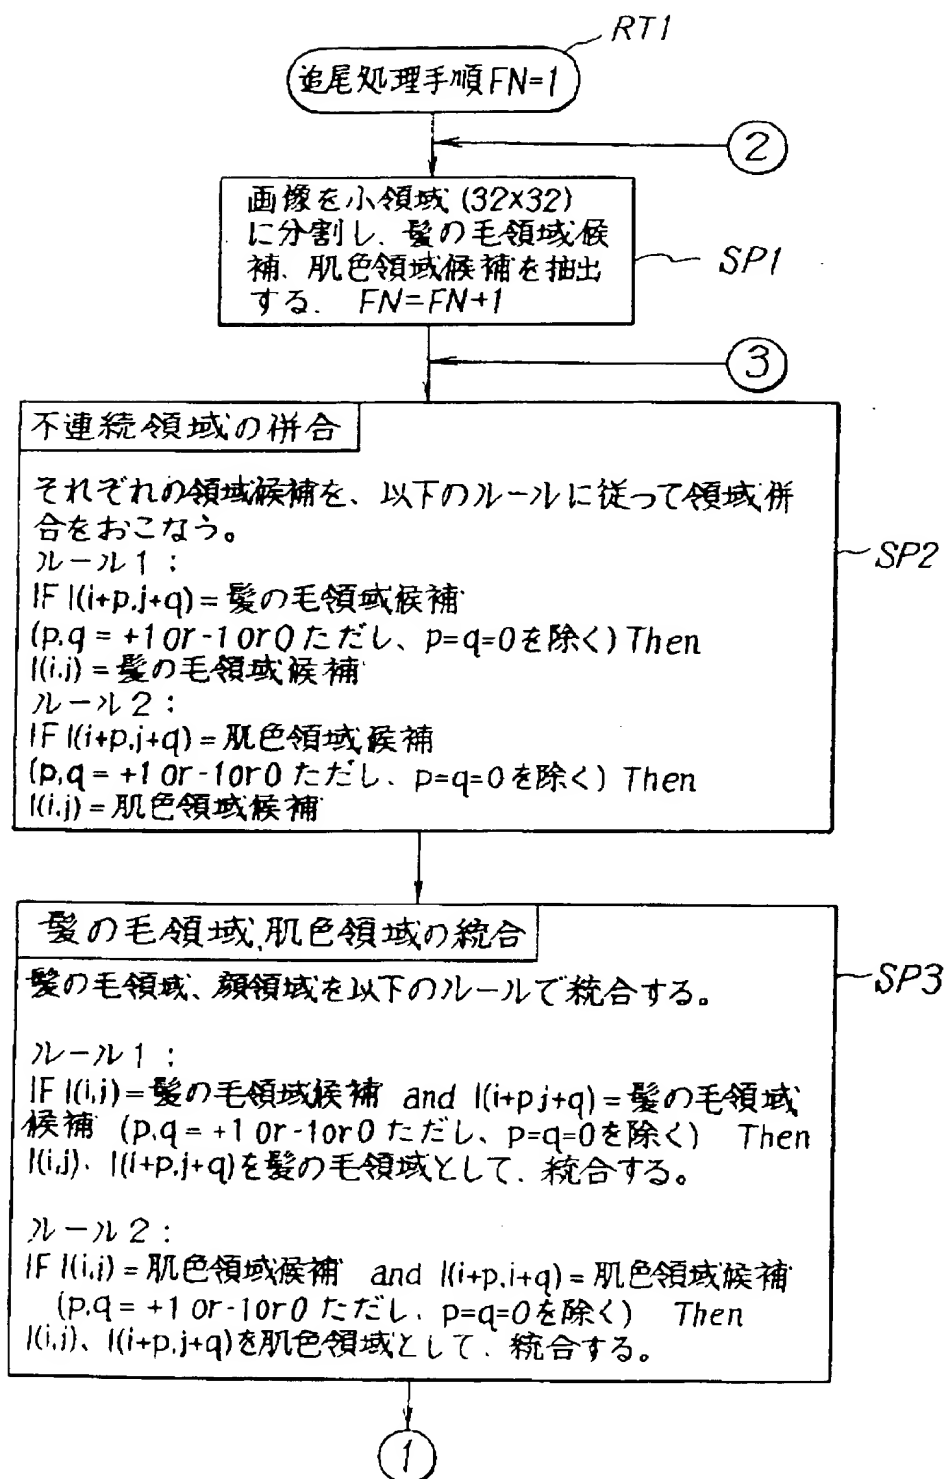 RT1
追尾処理手順FN=1
2
画像を小領域(32×32)
に分割し、髪の毛領域候
補、肌色領域候補を抽出
する. FN=FN+1
SP1
3
不連続領域の併合
それぞれの領域候補を、以下のルールに従って領域併
合をおこなう。
ルール1:
IF I(i+p,j+q)=髪の毛領域候補
(p,q = +1 or -1 or 0 ただし、p=q=0を除く) Then
I(i,j)=髪の毛領域候補
ルール2:
IF I(i+p,j+q)=肌色領域候補
(p,q = +1 or -1 or 0 ただし、p=q=0を除く) Then
I(i,j)=肌色領域候補
SP2
髪の毛領域、肌色領域の統合
髪の毛領域、顔領域を以下のルールで統合する。
SP3
ルール1:
IF I(i,j)=髪の毛領域候補 and I(i+p,j+q)=髪の毛領域
候補 (p,q = +1 or -1 or 0 ただし、p=q=0を除く) Then
I(i,j)、I(i+p,j+q)を髪の毛領域として、統合する。
ルール2:
IF I(i,j)=肌色領域候補 and I(i+p,i+q)=肌色領域候補
(p,q = +1 or -1 or 0 ただし、p=q=0を除く) Then
I(i,j)、I(i+p,j+q)を肌色領域として、統合する。
1